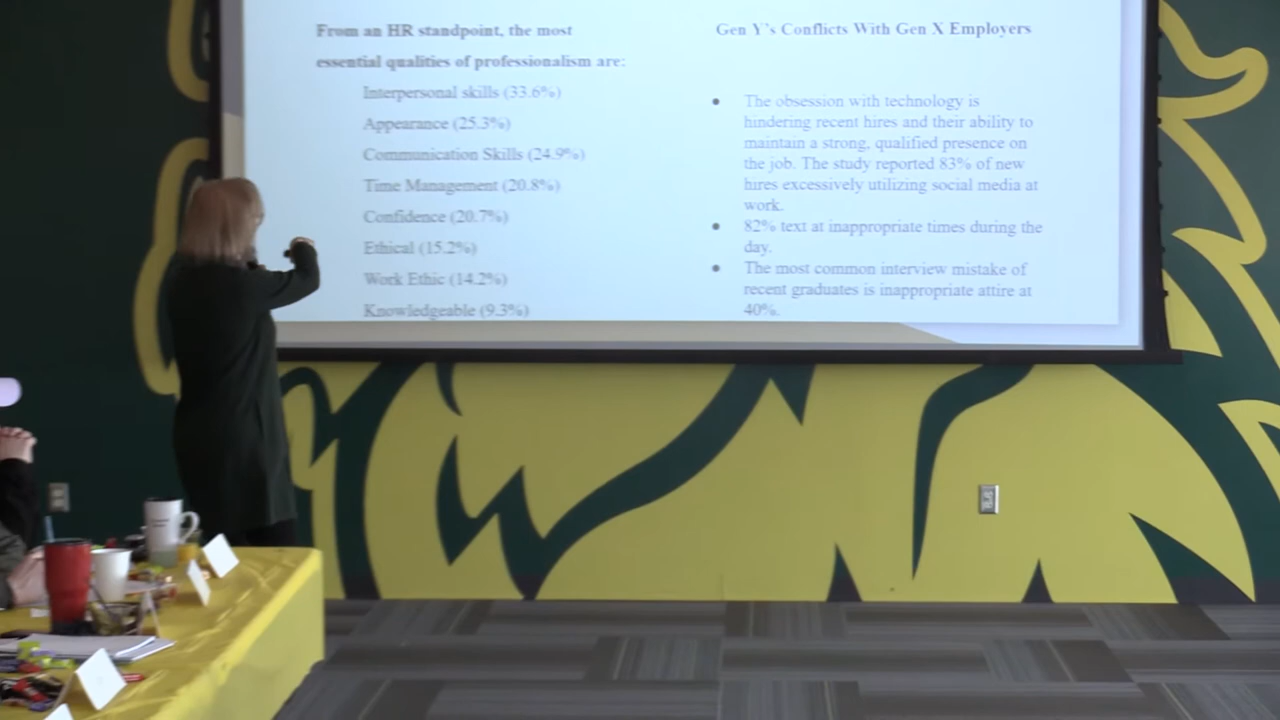 From an HR standpoint, the most
essential qualities of professionalism are:
Interpersonal skills (33.6%)
Appearance (25.3%)
Communication Skills (24.9%)
Time Management (20.8%)
Confidence (20.7%)
Ethical (15.2%)
Work Ethic (14.2%)
Knowledgeable (9.3%)
Gen Y's Conflicts With Gen X Employers
● The obsession with technology is
hindering recent hires and their ability to
maintain a strong, qualified presence on
the job. The study reported 83% of new
hires excessively utilizing social media at
work.
● 82% text at inappropriate times during the
day.
● The most common interview mistake of
recent graduates is inappropriate attire at
40%.